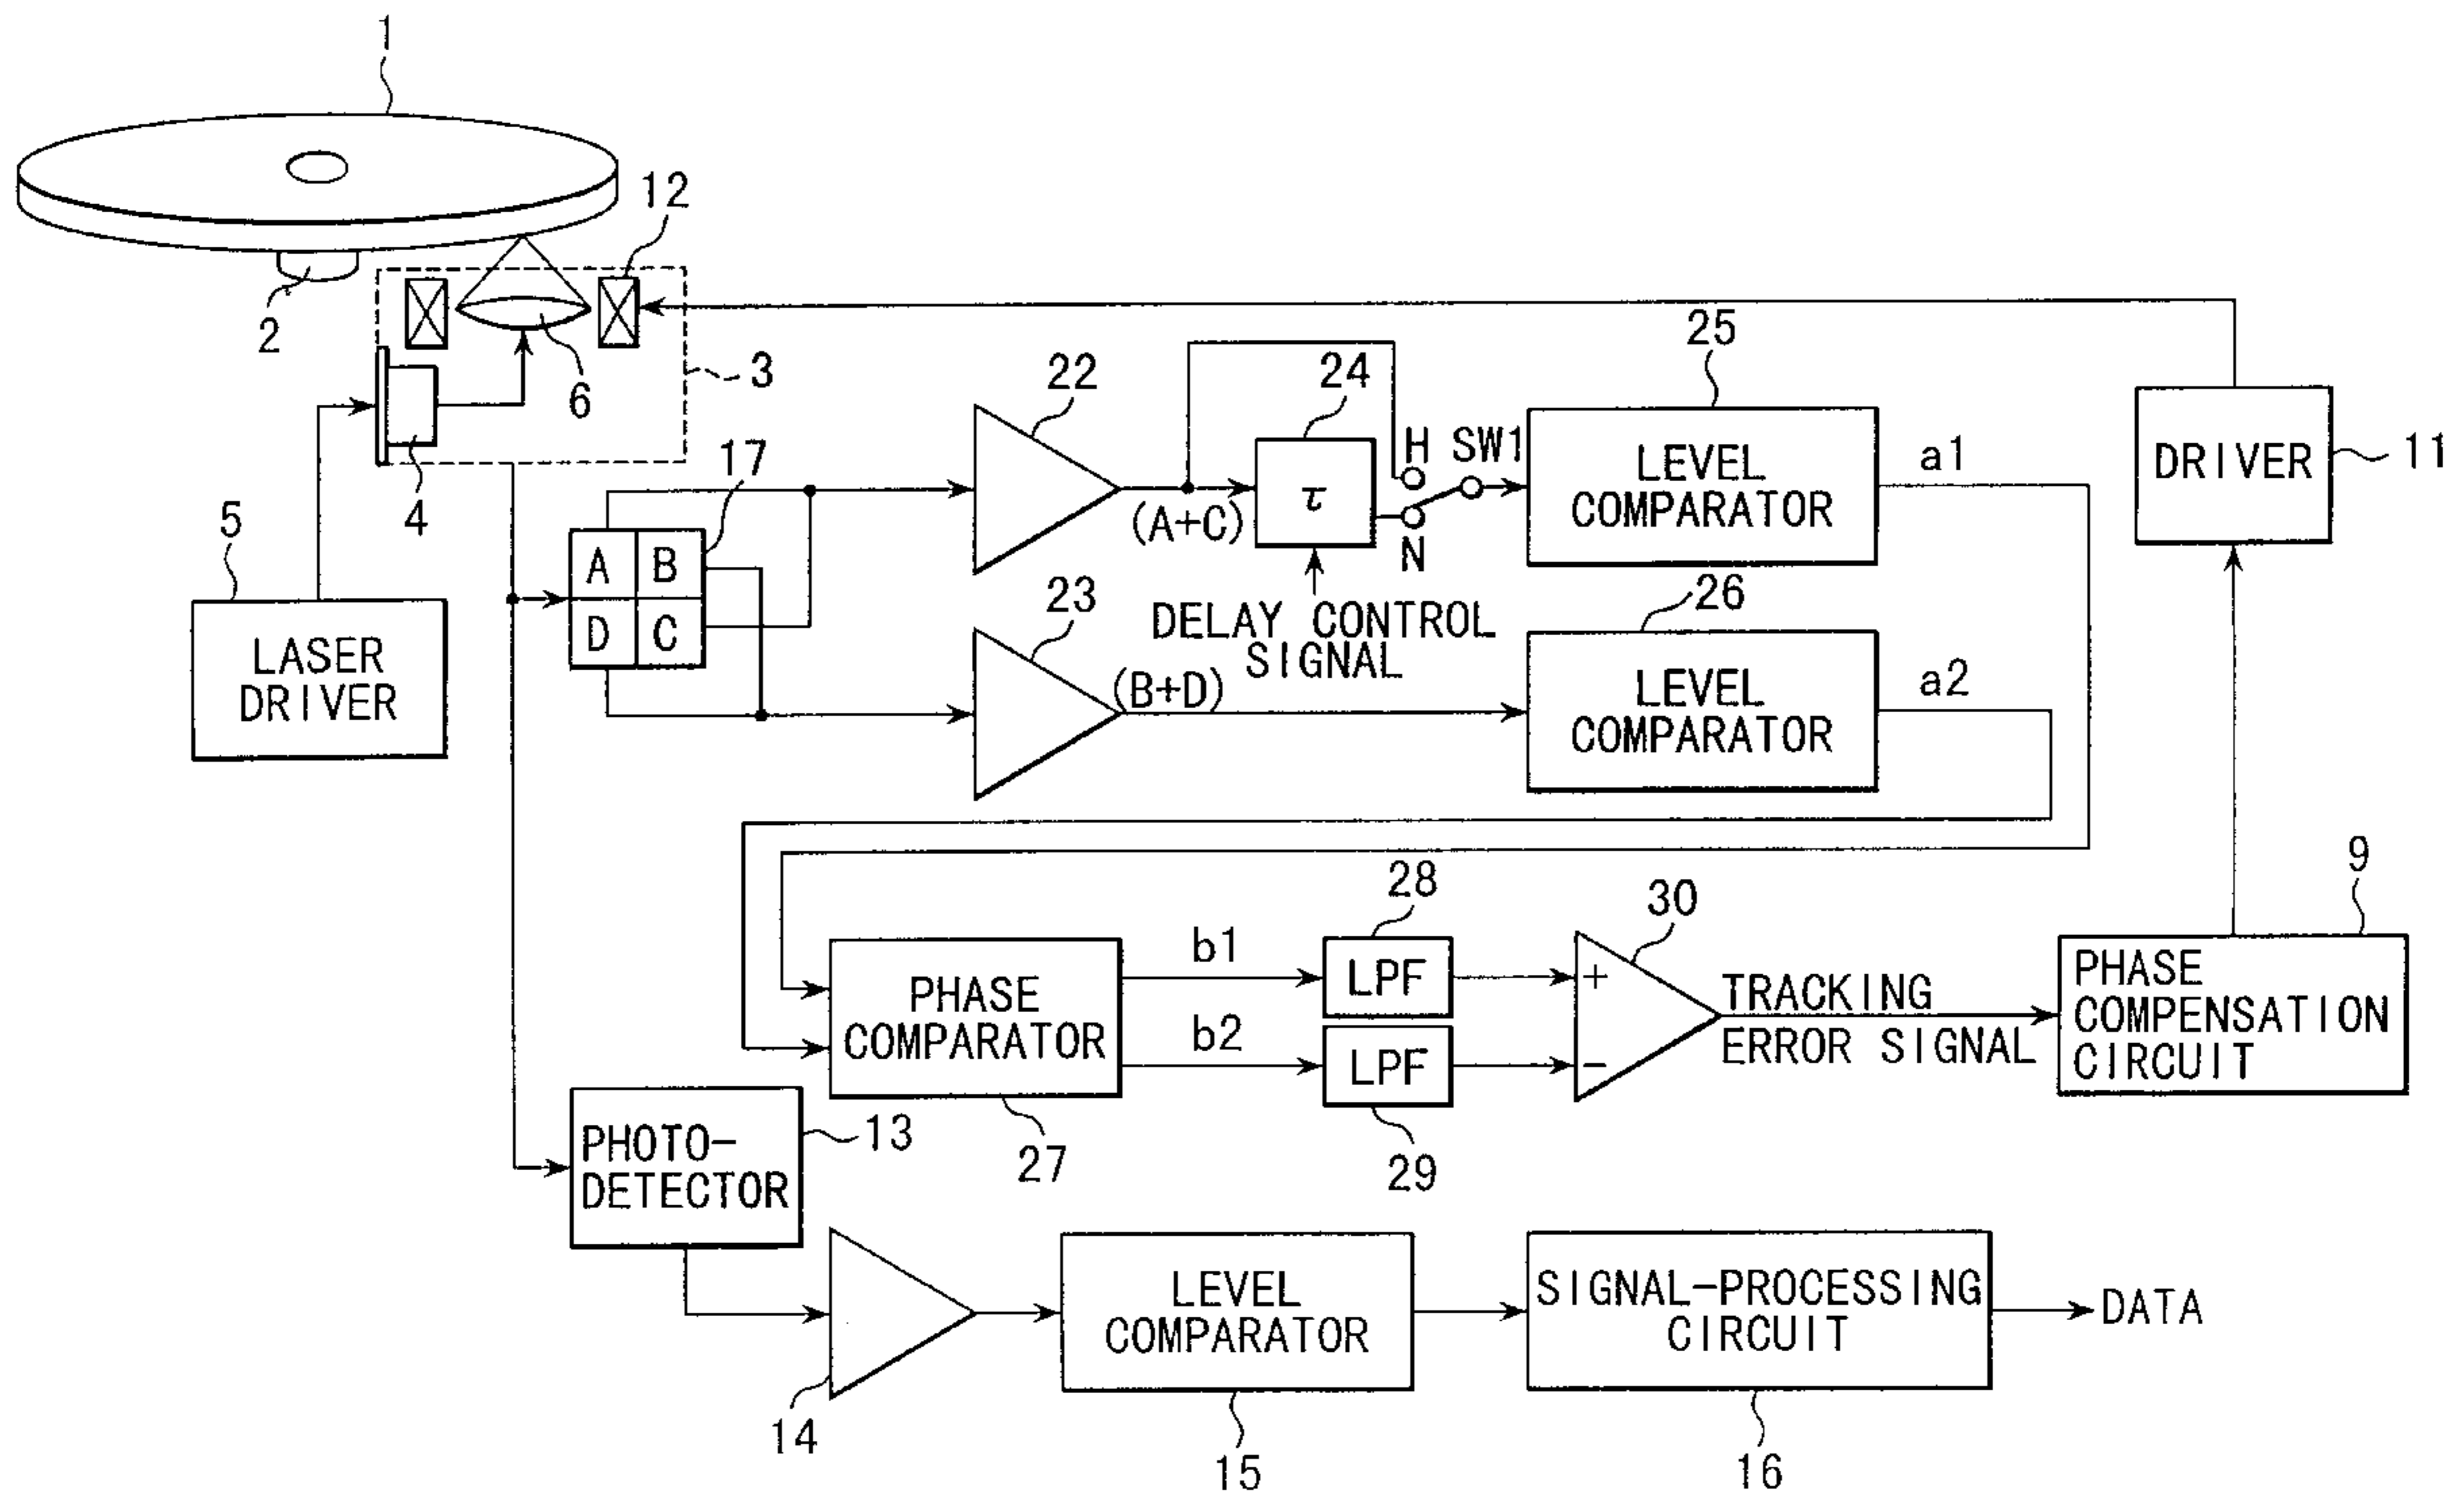 1
12
2
3
6
4
5
LASER
DRIVER
17
A B
D C
22
(A+C)
24
τ
H
N
SW1
DELAY CONTROL
SIGNAL
25
LEVEL
COMPARATOR
a1
DRIVER
11
23
(B+D)
26
LEVEL
COMPARATOR
a2
PHASE
COMPARATOR
27
b1
b2
28
LPF
LPF
29
30
+
−
TRACKING
ERROR SIGNAL
9
PHASE
COMPENSATION
CIRCUIT
PHOTO-
DETECTOR
13
14
LEVEL
COMPARATOR
15
SIGNAL-PROCESSING
CIRCUIT
16
DATA